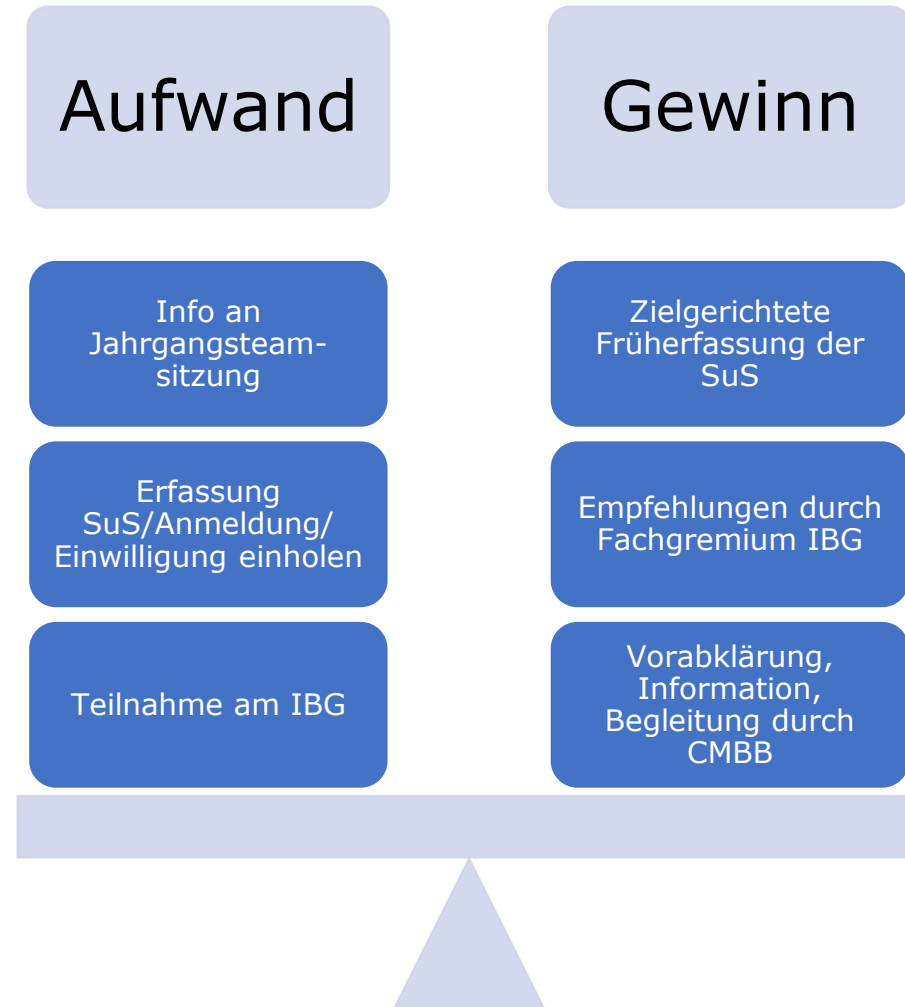 Aufwand
Info an
Jahrgangsteam-
sitzung
Erfassung
SuS/Anmeldung/
Einwilligung einholen
Teilnahme am IBG
Gewinn
Zielgerichtete
Früherfassung der
SuS
Empfehlungen durch
Fachgremium IBG
Vorabklärung,
Information,
Begleitung durch
CMBB